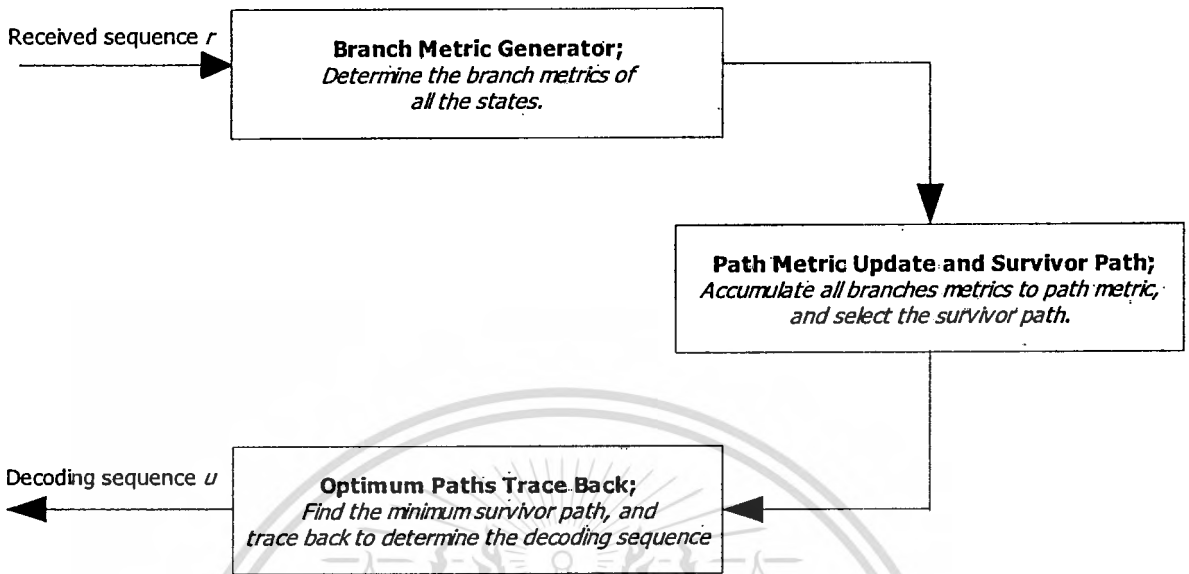 Received sequence r
Branch Metric Generator;
Determine the branch metrics of
all the states.
Path Metric Update and Survivor Path;
Accumulate all branches metrics to path metric,
and select the survivor path.
Decoding sequence u
Optimum Paths Trace Back;
Find the minimum survivor path, and
trace back to determine the decoding sequence